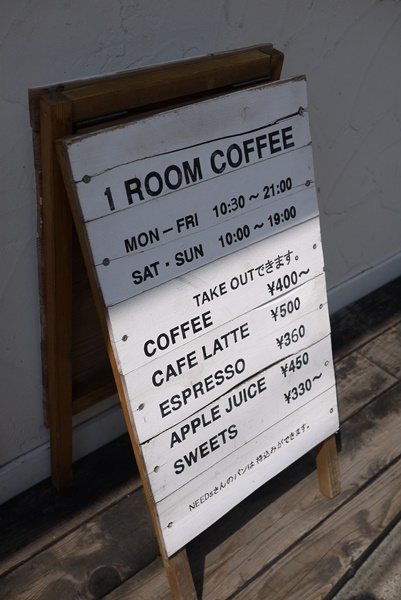 1 ROOM COFFEE
MON－FRI 10:30～21:00
SAT・SUN 10:00～19:00
TAKE OUTできます。
COFFEE ¥400～
CAFE LATTE ¥500
ESPRESSO ¥360
APPLE JUICE ¥450
SWEETS ¥330～
NEEDsさんのパンは持込みができます。